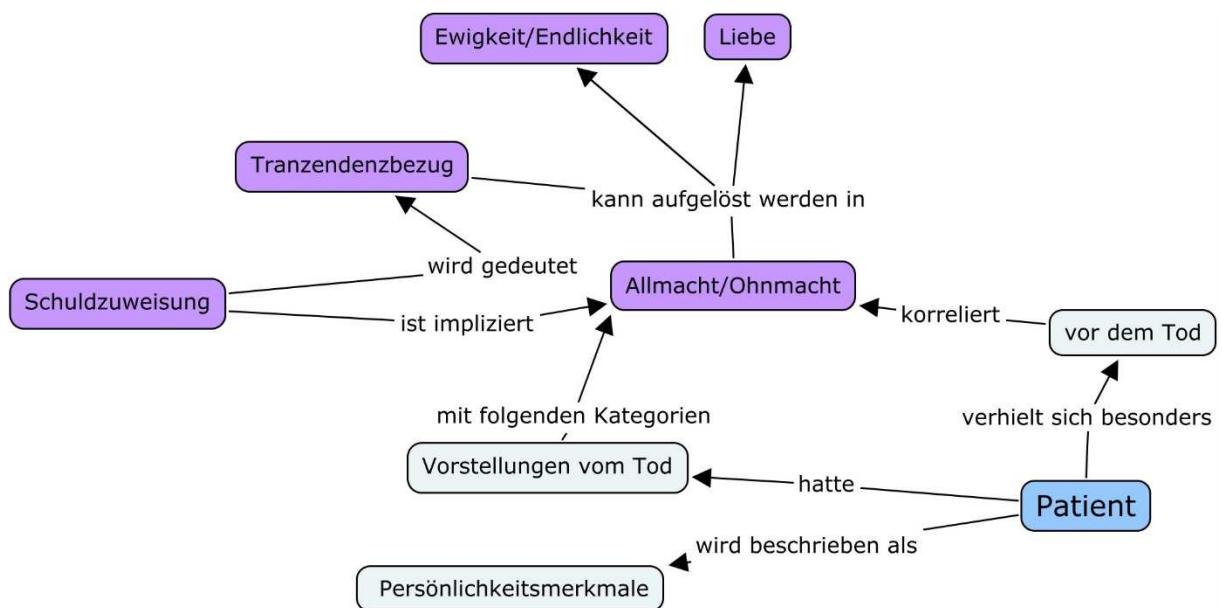 Ewigkeit/Endlichkeit
Liebe
Tranzendenzbezug
kann aufgelöst werden in
wird gedeutet
Schuldzuweisung
Allmacht/Ohnmacht
ist impliziert
korreliert
vor dem Tod
mit folgenden Kategorien
verhielt sich besonders
Vorstellungen vom Tod
hatte
Patient
wird beschrieben als
Persönlichkeitsmerkmale